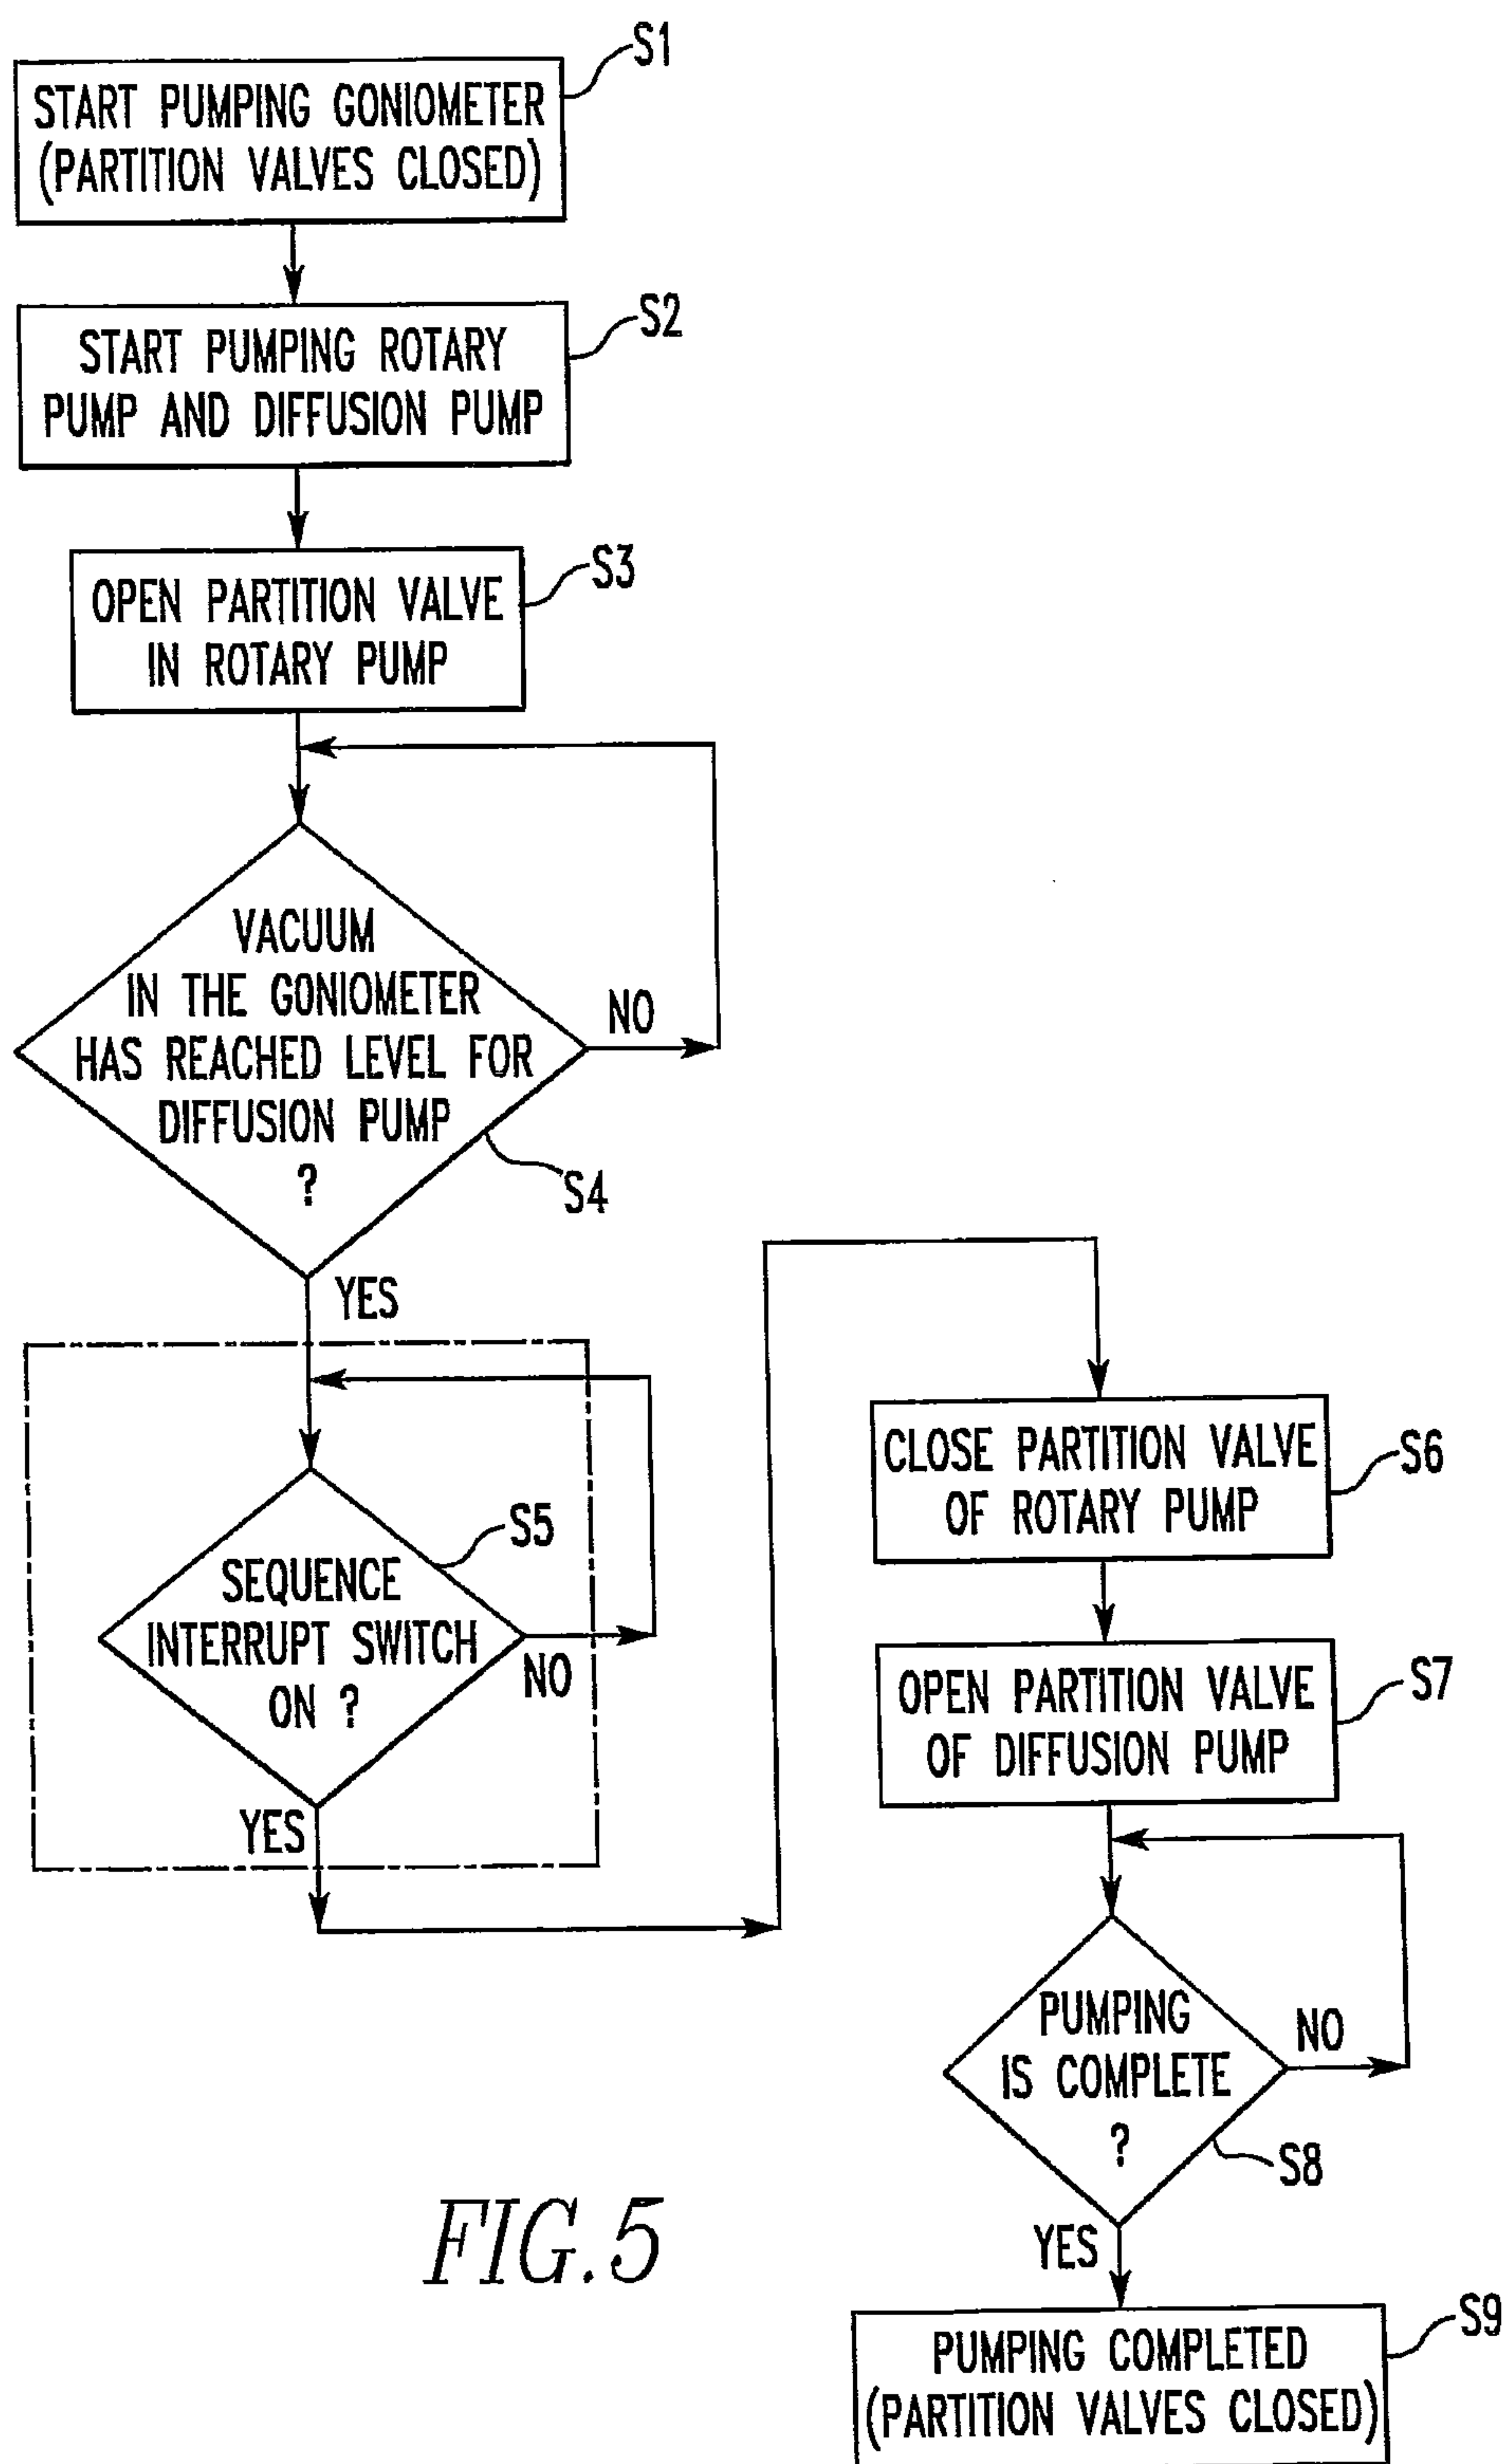 S1
START PUMPING GONIOMETER
(PARTITION VALVES CLOSED)
S2
START PUMPING ROTARY
PUMP AND DIFFUSION PUMP
S3
OPEN PARTITION VALVE
IN ROTARY PUMP
VACUUM
IN THE GONIOMETER
HAS REACHED LEVEL FOR
DIFFUSION PUMP
?
NO
S4
YES
S5
SEQUENCE
INTERRUPT SWITCH
ON ?
NO
YES
CLOSE PARTITION VALVE
OF ROTARY PUMP
S6
OPEN PARTITION VALVE
OF DIFFUSION PUMP
S7
PUMPING
IS COMPLETE
?
NO
S8
YES
PUMPING COMPLETED
(PARTITION VALVES CLOSED)
S9
FIG.5